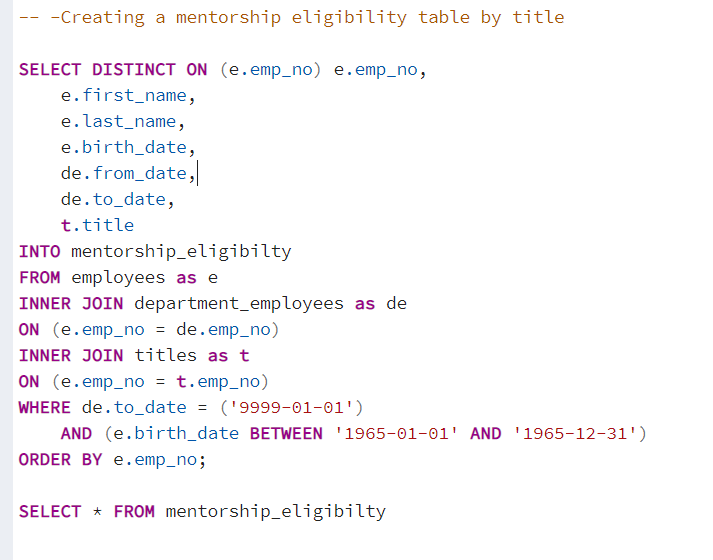 -- -Creating a mentorship eligibility table by title
SELECT DISTINCT ON (e.emp_no) e.emp_no,
e.first_name,
e.last_name,
e.birth_date,
de.from_date,
de.to_date,
t.title
INTO mentorship_eligibilty
FROM employees as e
INNER JOIN department_employees as de
ON (e.emp_no = de.emp_no)
INNER JOIN titles as t
ON (e.emp_no = t.emp_no)
WHERE de.to_date = ('9999-01-01')
AND (e.birth_date BETWEEN '1965-01-01' AND '1965-12-31')
ORDER BY e.emp_no;
SELECT * FROM mentorship_eligibilty